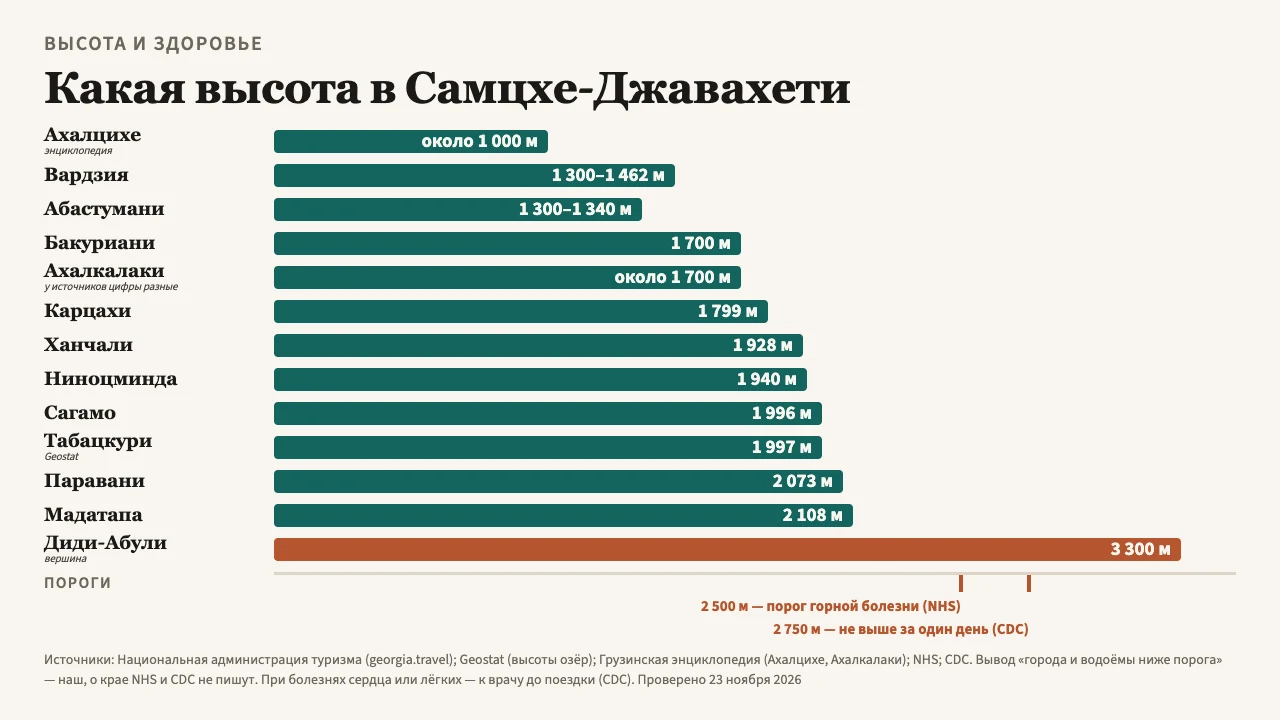 ВЫСОТА И ЗДОРОВЬЕ
Какая высота в Самцхе-Джавахети
Ахалцихе
энциклопедия
около 1 000 м
Вардзия
1 300–1 462 м
Абастумани
1 300–1 340 м
Бакуриани
1 700 м
Ахалкалаки
у источников цифры разные
около 1 700 м
Карцахи
1 799 м
Ханчали
1 928 м
Ниноцминда
1 940 м
Сагамо
1 996 м
Табацкури
Geostat
1 997 м
Паравани
2 073 м
Мадатапа
2 108 м
Диди-Абули
вершина
3 300 м
ПОРОГИ
2 500 м — порог горной болезни (NHS)
2 750 м — не выше за один день (CDC)
Источники: Национальная администрация туризма (georgia.travel); Geostat (высоты озёр); Грузинская энциклопедия (Ахалцихе, Ахалкалаки); NHS; CDC. Вывод «города и водоёмы ниже порога»
— наш, о крае NHS и CDC не пишут. При болезнях сердца или лёгких — к врачу до поездки (CDC). Проверено 23 ноября 2026